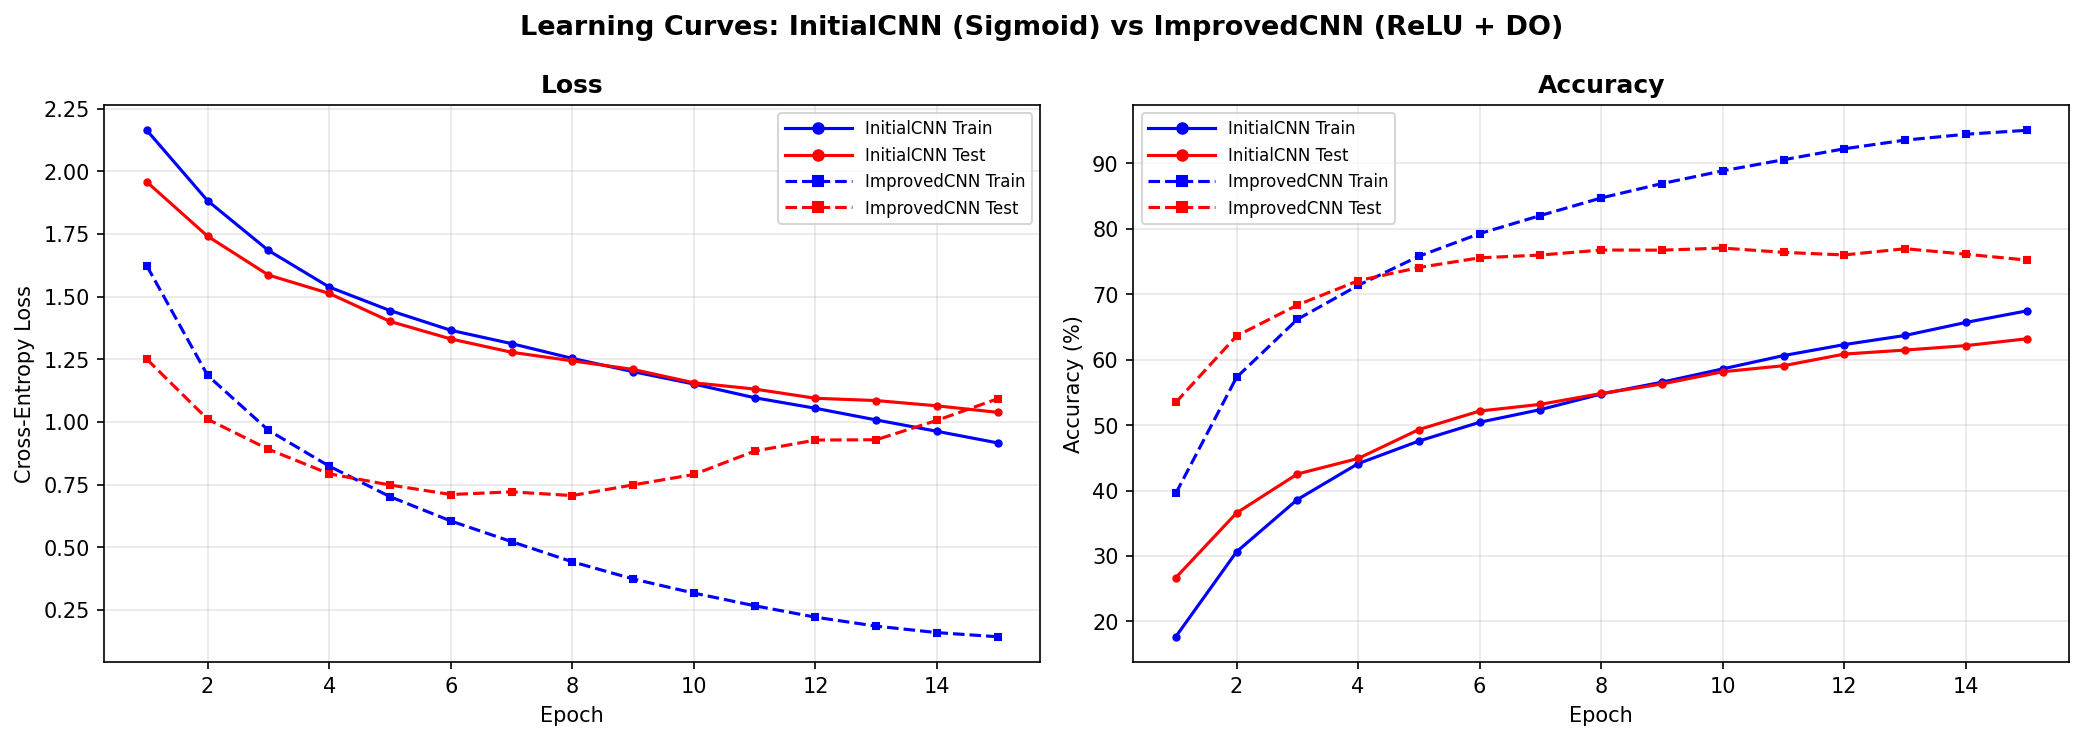 Learning Curves: InitialCNN (Sigmoid) vs ImprovedCNN (ReLU + DO)
Loss
2.25
2.00
1.75
1.50
1.25
1.00
0.75
0.50
0.25
Cross-Entropy Loss
InitialCNN Train
InitialCNN Test
ImprovedCNN Train
ImprovedCNN Test
2 4 6 8 10 12 14
Epoch
Accuracy
90
80
70
60
50
40
30
20
Accuracy (%)
InitialCNN Train
InitialCNN Test
ImprovedCNN Train
ImprovedCNN Test
2 4 6 8 10 12 14
Epoch